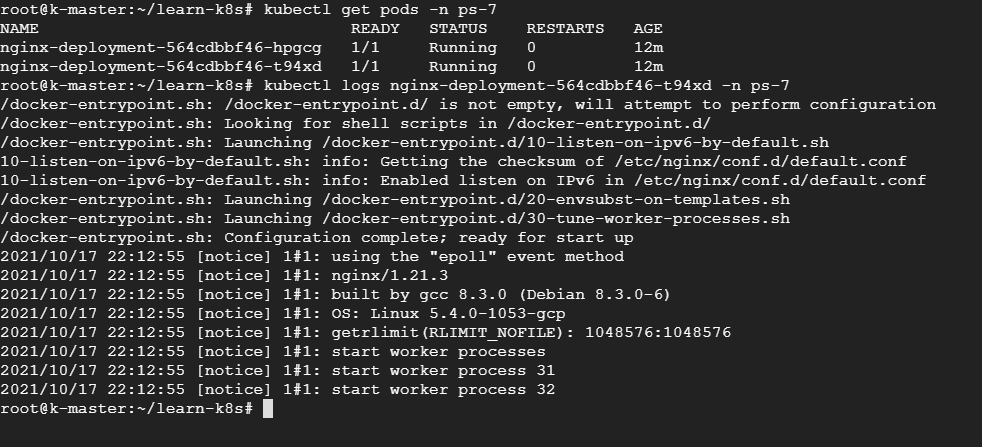 root@k-master:~/learn-k8s# kubectl get pods -n ps-7
NAME READY STATUS RESTARTS AGE
nginx-deployment-564cdbbf46-hpgcg 1/1 Running 0 12m
nginx-deployment-564cdbbf46-t94xd 1/1 Running 0 12m
root@k-master:~/learn-k8s# kubectl logs nginx-deployment-564cdbbf46-t94xd -n ps-7
/docker-entrypoint.sh: /docker-entrypoint.d/ is not empty, will attempt to perform configuration
/docker-entrypoint.sh: Looking for shell scripts in /docker-entrypoint.d/
/docker-entrypoint.sh: Launching /docker-entrypoint.d/10-listen-on-ipv6-by-default.sh
10-listen-on-ipv6-by-default.sh: info: Getting the checksum of /etc/nginx/conf.d/default.conf
10-listen-on-ipv6-by-default.sh: info: Enabled listen on IPv6 in /etc/nginx/conf.d/default.conf
/docker-entrypoint.sh: Launching /docker-entrypoint.d/20-envsubst-on-templates.sh
/docker-entrypoint.sh: Launching /docker-entrypoint.d/30-tune-worker-processes.sh
/docker-entrypoint.sh: Configuration complete; ready for start up
2021/10/17 22:12:55 [notice] 1#1: using the "epoll" event method
2021/10/17 22:12:55 [notice] 1#1: nginx/1.21.3
2021/10/17 22:12:55 [notice] 1#1: built by gcc 8.3.0 (Debian 8.3.0-6)
2021/10/17 22:12:55 [notice] 1#1: OS: Linux 5.4.0-1053-gcp
2021/10/17 22:12:55 [notice] 1#1: getrlimit(RLIMIT_NOFILE): 1048576:1048576
2021/10/17 22:12:55 [notice] 1#1: start worker processes
2021/10/17 22:12:55 [notice] 1#1: start worker process 31
2021/10/17 22:12:55 [notice] 1#1: start worker process 32
root@k-master:~/learn-k8s#